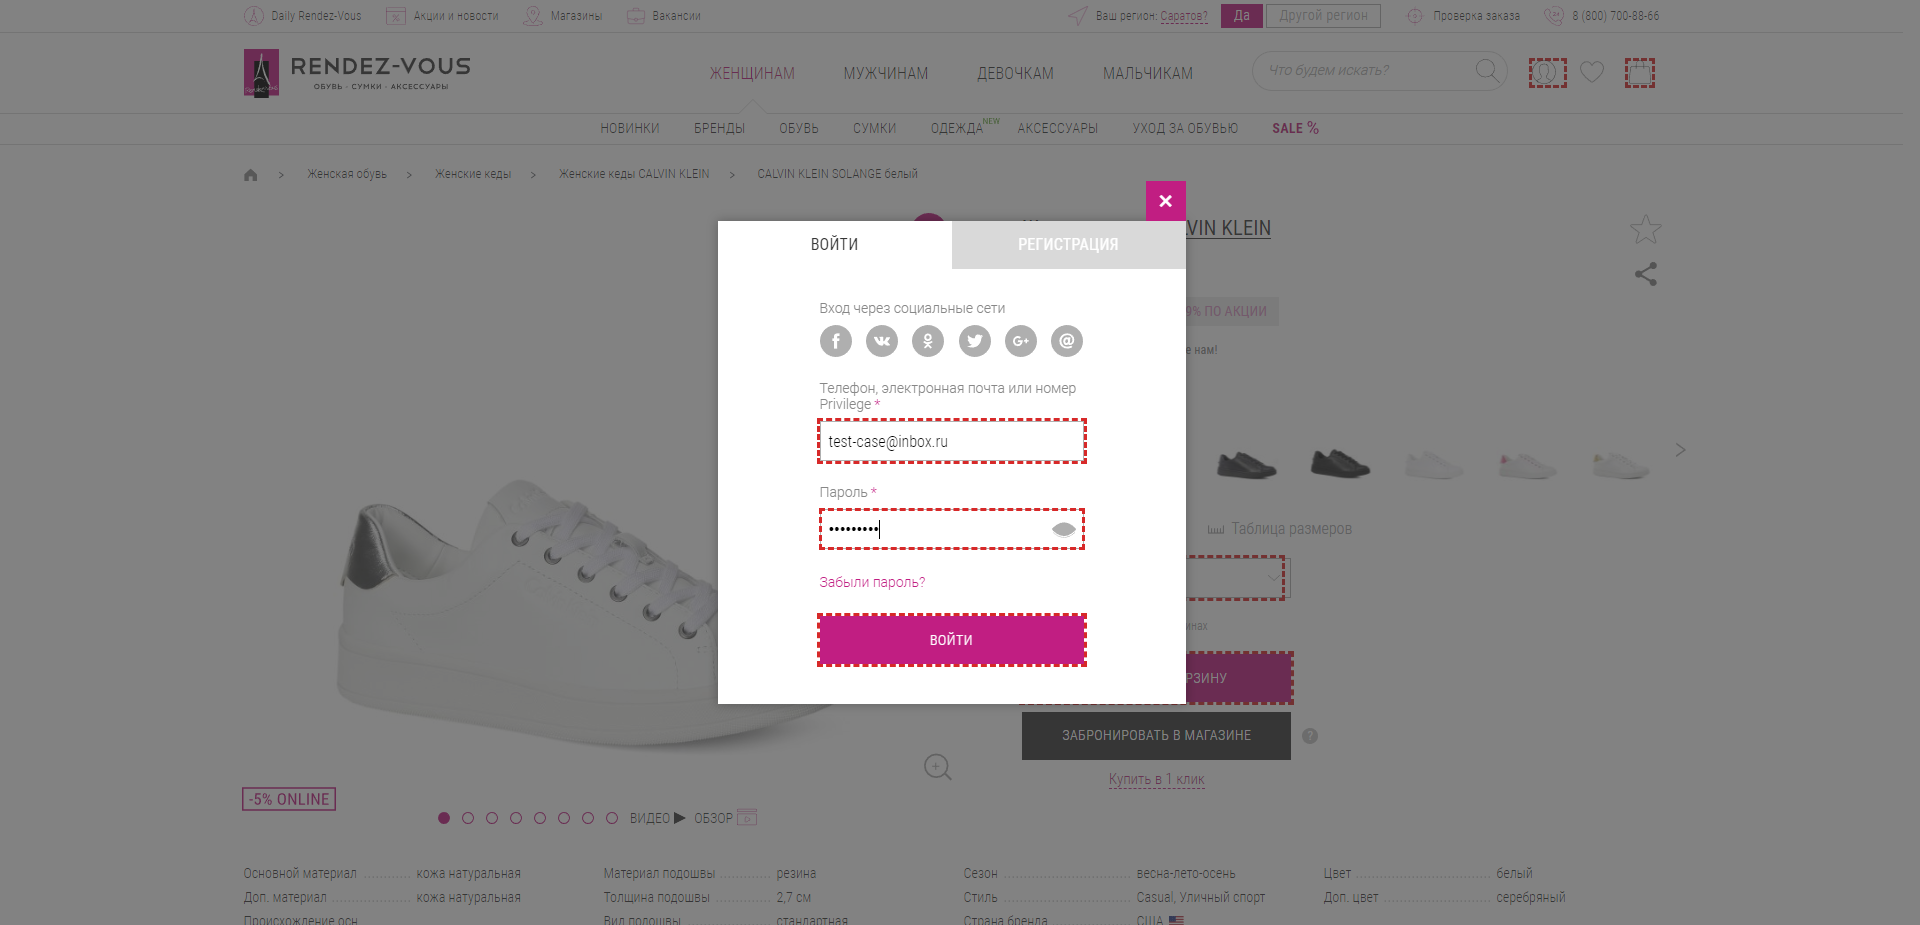 Daily Rendez-Vous
Акции и новости
Магазины
Вакансии
Ваш регион: Саратов?
Да
Другой регион
Проверка заказа
8 (800) 700-88-66
RENDEZ-VOUS
ОБУВЬ · СУМКИ · АКСЕССУАРЫ
ЖЕНЩИНАМ
МУЖЧИНАМ
ДЕВОЧКАМ
МАЛЬЧИКАМ
Что будем искать?
НОВИНКИ
БРЕНДЫ
ОБУВЬ
СУМКИ
ОДЕЖДА NEW
АКСЕССУАРЫ
УХОД ЗА ОБУВЬЮ
SALE %
Женская обувь > Женские кеды > Женские кеды CALVIN KLEIN > CALVIN KLEIN SOLANGE белый
×
ВОЙТИ
РЕГИСТРАЦИЯ
Вход через социальные сети
Телефон, электронная почта или номер
Privilege *
test-case@inbox.ru
Пароль *
•••••••••
Забыли пароль?
ВОЙТИ
LVIN KLEIN
9% ПО АКЦИИ
е нам!
Таблица размеров
инах
РЗИНУ
ЗАБРОНИРОВАТЬ В МАГАЗИНЕ
?
Купить в 1 клик
-5% ONLINE
ВИДЕО
ОБЗОР
Основной материал кожа натуральная
Доп. материал кожа натуральная
Происхождение осн.
Материал подошвы резина
Толщина подошвы 2,7 см
Вид подошвы стандартная
Сезон весна-лето-осень
Стиль Casual, Уличный спорт
Страна бренда США
Цвет белый
Доп. цвет серебряный